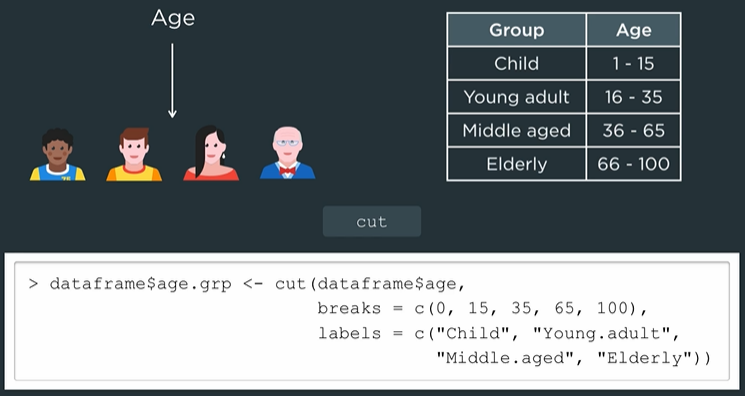 Age
Group Age
Child 1 - 15
Young adult 16 - 35
Middle aged 36 - 65
Elderly 66 - 100
cut
> dataframe$age.grp <- cut(dataframe$age,
breaks = c(0, 15, 35, 65, 100),
labels = c("Child", "Young.adult",
"Middle.aged", "Elderly"))